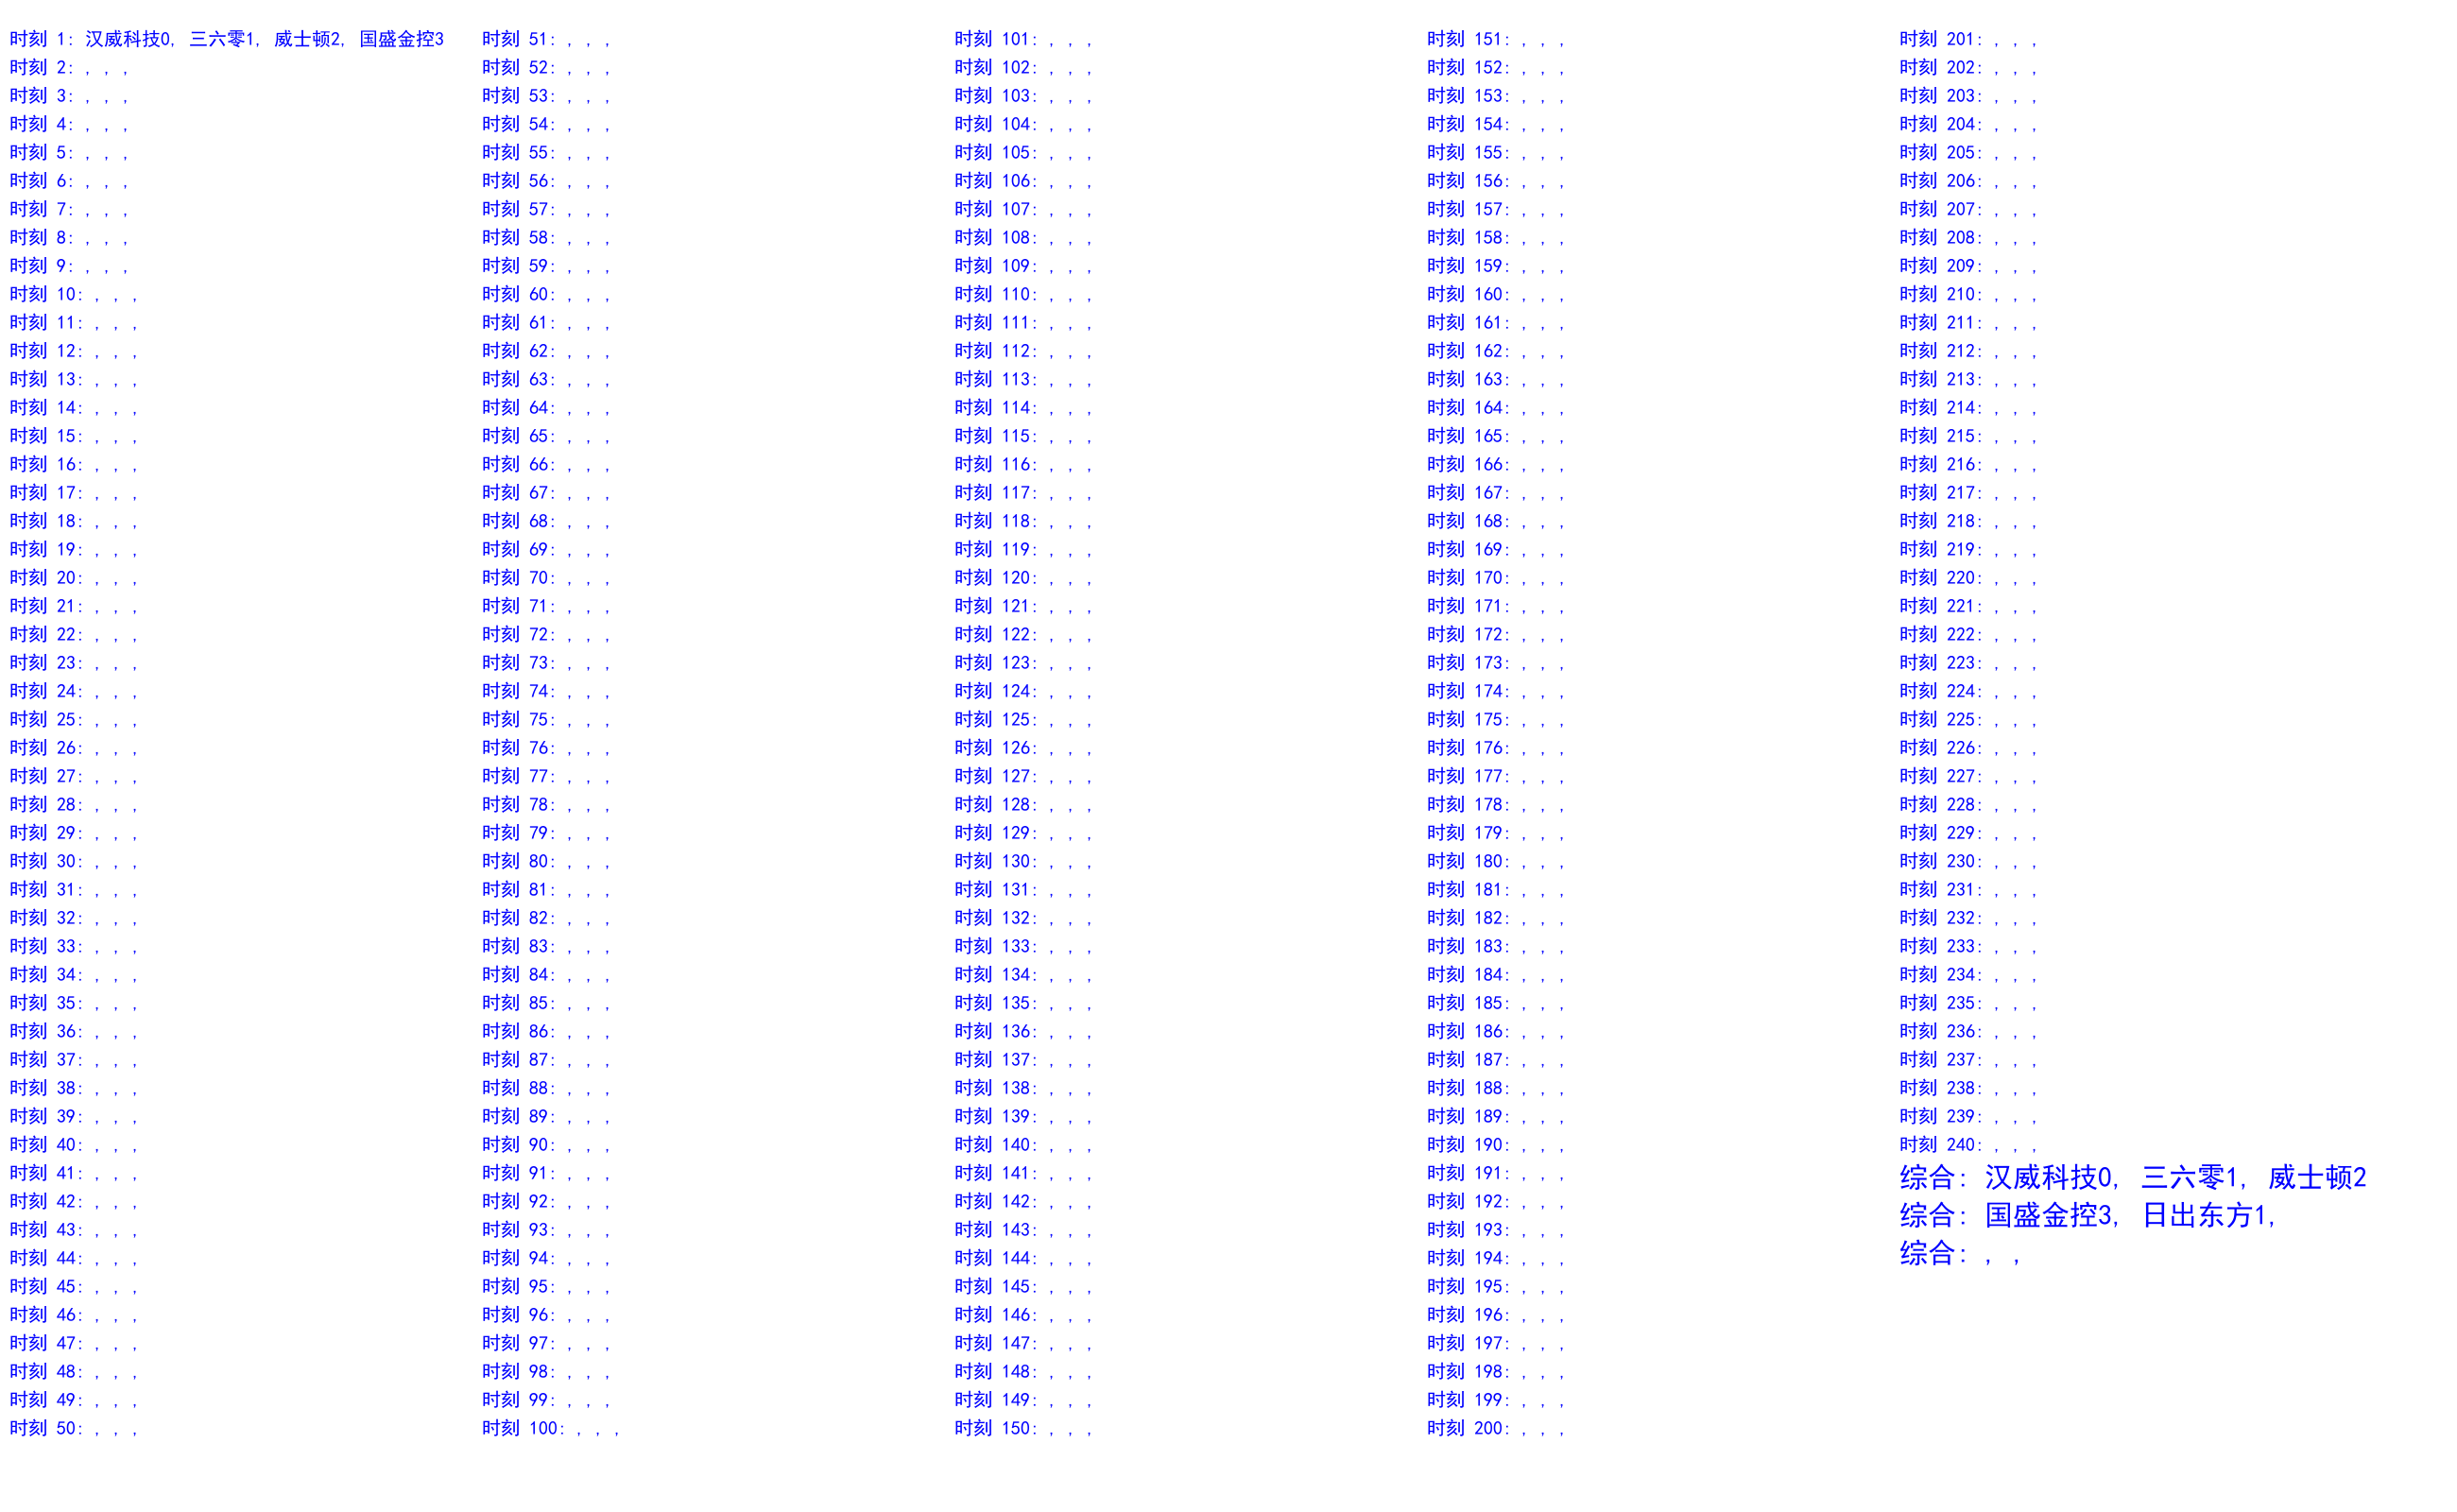 时刻 1: 汉威科技0, 三六零1, 威士顿2, 国盛金控3
时刻 2: , , ,
时刻 3: , , ,
时刻 4: , , ,
时刻 5: , , ,
时刻 6: , , ,
时刻 7: , , ,
时刻 8: , , ,
时刻 9: , , ,
时刻 10: , , ,
时刻 11: , , ,
时刻 12: , , ,
时刻 13: , , ,
时刻 14: , , ,
时刻 15: , , ,
时刻 16: , , ,
时刻 17: , , ,
时刻 18: , , ,
时刻 19: , , ,
时刻 20: , , ,
时刻 21: , , ,
时刻 22: , , ,
时刻 23: , , ,
时刻 24: , , ,
时刻 25: , , ,
时刻 26: , , ,
时刻 27: , , ,
时刻 28: , , ,
时刻 29: , , ,
时刻 30: , , ,
时刻 31: , , ,
时刻 32: , , ,
时刻 33: , , ,
时刻 34: , , ,
时刻 35: , , ,
时刻 36: , , ,
时刻 37: , , ,
时刻 38: , , ,
时刻 39: , , ,
时刻 40: , , ,
时刻 41: , , ,
时刻 42: , , ,
时刻 43: , , ,
时刻 44: , , ,
时刻 45: , , ,
时刻 46: , , ,
时刻 47: , , ,
时刻 48: , , ,
时刻 49: , , ,
时刻 50: , , ,
时刻 51: , , ,
时刻 52: , , ,
时刻 53: , , ,
时刻 54: , , ,
时刻 55: , , ,
时刻 56: , , ,
时刻 57: , , ,
时刻 58: , , ,
时刻 59: , , ,
时刻 60: , , ,
时刻 61: , , ,
时刻 62: , , ,
时刻 63: , , ,
时刻 64: , , ,
时刻 65: , , ,
时刻 66: , , ,
时刻 67: , , ,
时刻 68: , , ,
时刻 69: , , ,
时刻 70: , , ,
时刻 71: , , ,
时刻 72: , , ,
时刻 73: , , ,
时刻 74: , , ,
时刻 75: , , ,
时刻 76: , , ,
时刻 77: , , ,
时刻 78: , , ,
时刻 79: , , ,
时刻 80: , , ,
时刻 81: , , ,
时刻 82: , , ,
时刻 83: , , ,
时刻 84: , , ,
时刻 85: , , ,
时刻 86: , , ,
时刻 87: , , ,
时刻 88: , , ,
时刻 89: , , ,
时刻 90: , , ,
时刻 91: , , ,
时刻 92: , , ,
时刻 93: , , ,
时刻 94: , , ,
时刻 95: , , ,
时刻 96: , , ,
时刻 97: , , ,
时刻 98: , , ,
时刻 99: , , ,
时刻 100: , , ,
时刻 101: , , ,
时刻 102: , , ,
时刻 103: , , ,
时刻 104: , , ,
时刻 105: , , ,
时刻 106: , , ,
时刻 107: , , ,
时刻 108: , , ,
时刻 109: , , ,
时刻 110: , , ,
时刻 111: , , ,
时刻 112: , , ,
时刻 113: , , ,
时刻 114: , , ,
时刻 115: , , ,
时刻 116: , , ,
时刻 117: , , ,
时刻 118: , , ,
时刻 119: , , ,
时刻 120: , , ,
时刻 121: , , ,
时刻 122: , , ,
时刻 123: , , ,
时刻 124: , , ,
时刻 125: , , ,
时刻 126: , , ,
时刻 127: , , ,
时刻 128: , , ,
时刻 129: , , ,
时刻 130: , , ,
时刻 131: , , ,
时刻 132: , , ,
时刻 133: , , ,
时刻 134: , , ,
时刻 135: , , ,
时刻 136: , , ,
时刻 137: , , ,
时刻 138: , , ,
时刻 139: , , ,
时刻 140: , , ,
时刻 141: , , ,
时刻 142: , , ,
时刻 143: , , ,
时刻 144: , , ,
时刻 145: , , ,
时刻 146: , , ,
时刻 147: , , ,
时刻 148: , , ,
时刻 149: , , ,
时刻 150: , , ,
时刻 151: , , ,
时刻 152: , , ,
时刻 153: , , ,
时刻 154: , , ,
时刻 155: , , ,
时刻 156: , , ,
时刻 157: , , ,
时刻 158: , , ,
时刻 159: , , ,
时刻 160: , , ,
时刻 161: , , ,
时刻 162: , , ,
时刻 163: , , ,
时刻 164: , , ,
时刻 165: , , ,
时刻 166: , , ,
时刻 167: , , ,
时刻 168: , , ,
时刻 169: , , ,
时刻 170: , , ,
时刻 171: , , ,
时刻 172: , , ,
时刻 173: , , ,
时刻 174: , , ,
时刻 175: , , ,
时刻 176: , , ,
时刻 177: , , ,
时刻 178: , , ,
时刻 179: , , ,
时刻 180: , , ,
时刻 181: , , ,
时刻 182: , , ,
时刻 183: , , ,
时刻 184: , , ,
时刻 185: , , ,
时刻 186: , , ,
时刻 187: , , ,
时刻 188: , , ,
时刻 189: , , ,
时刻 190: , , ,
时刻 191: , , ,
时刻 192: , , ,
时刻 193: , , ,
时刻 194: , , ,
时刻 195: , , ,
时刻 196: , , ,
时刻 197: , , ,
时刻 198: , , ,
时刻 199: , , ,
时刻 200: , , ,
时刻 201: , , ,
时刻 202: , , ,
时刻 203: , , ,
时刻 204: , , ,
时刻 205: , , ,
时刻 206: , , ,
时刻 207: , , ,
时刻 208: , , ,
时刻 209: , , ,
时刻 210: , , ,
时刻 211: , , ,
时刻 212: , , ,
时刻 213: , , ,
时刻 214: , , ,
时刻 215: , , ,
时刻 216: , , ,
时刻 217: , , ,
时刻 218: , , ,
时刻 219: , , ,
时刻 220: , , ,
时刻 221: , , ,
时刻 222: , , ,
时刻 223: , , ,
时刻 224: , , ,
时刻 225: , , ,
时刻 226: , , ,
时刻 227: , , ,
时刻 228: , , ,
时刻 229: , , ,
时刻 230: , , ,
时刻 231: , , ,
时刻 232: , , ,
时刻 233: , , ,
时刻 234: , , ,
时刻 235: , , ,
时刻 236: , , ,
时刻 237: , , ,
时刻 238: , , ,
时刻 239: , , ,
时刻 240: , , ,
综合: 汉威科技0, 三六零1, 威士顿2
综合: 国盛金控3, 日出东方1,
综合: , ,